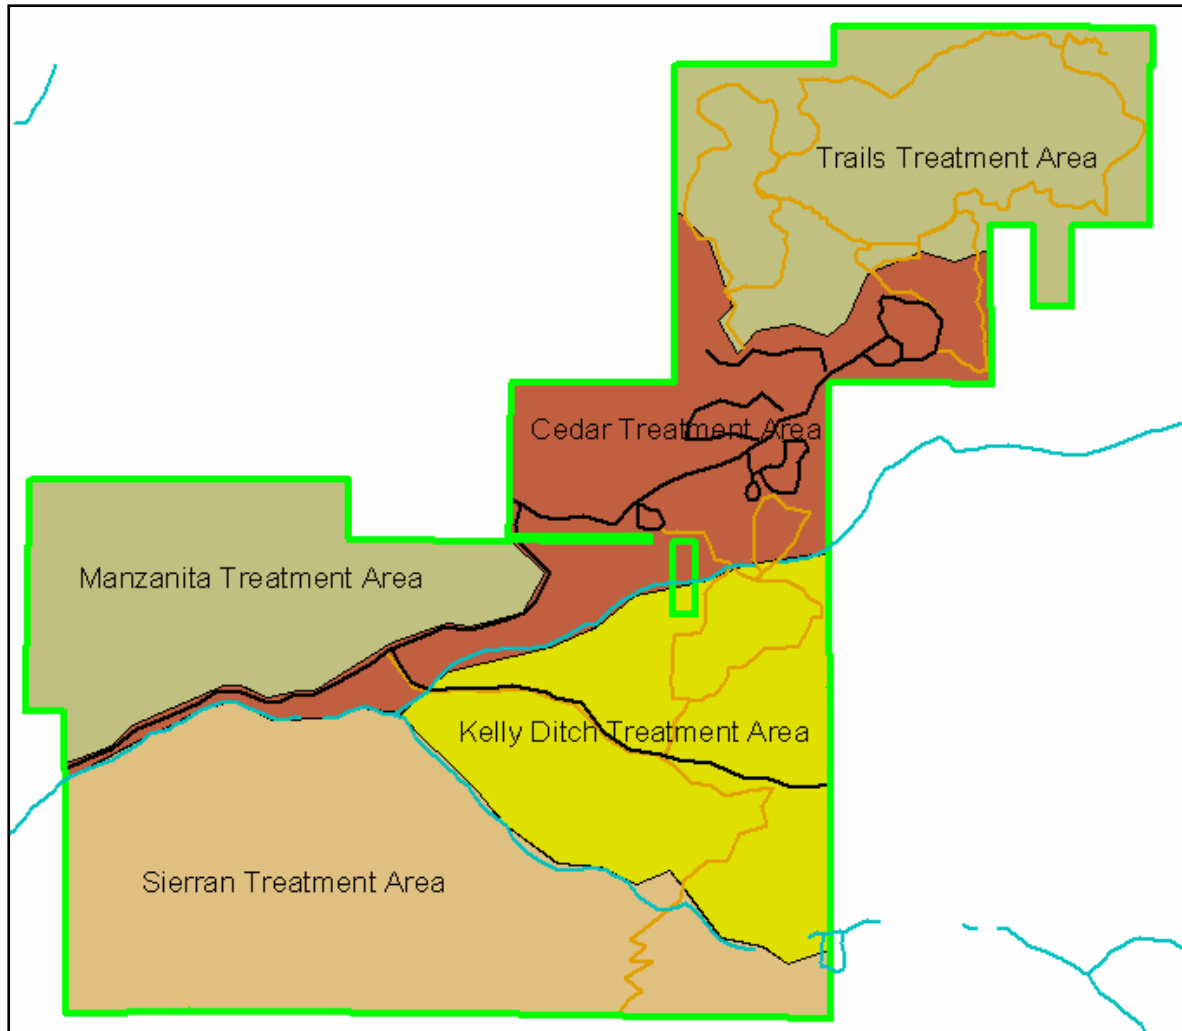 Trails Treatment Area
Cedar Treatment Area
Manzanita Treatment Area
Kelly Ditch Treatment Area
Sierran Treatment Area